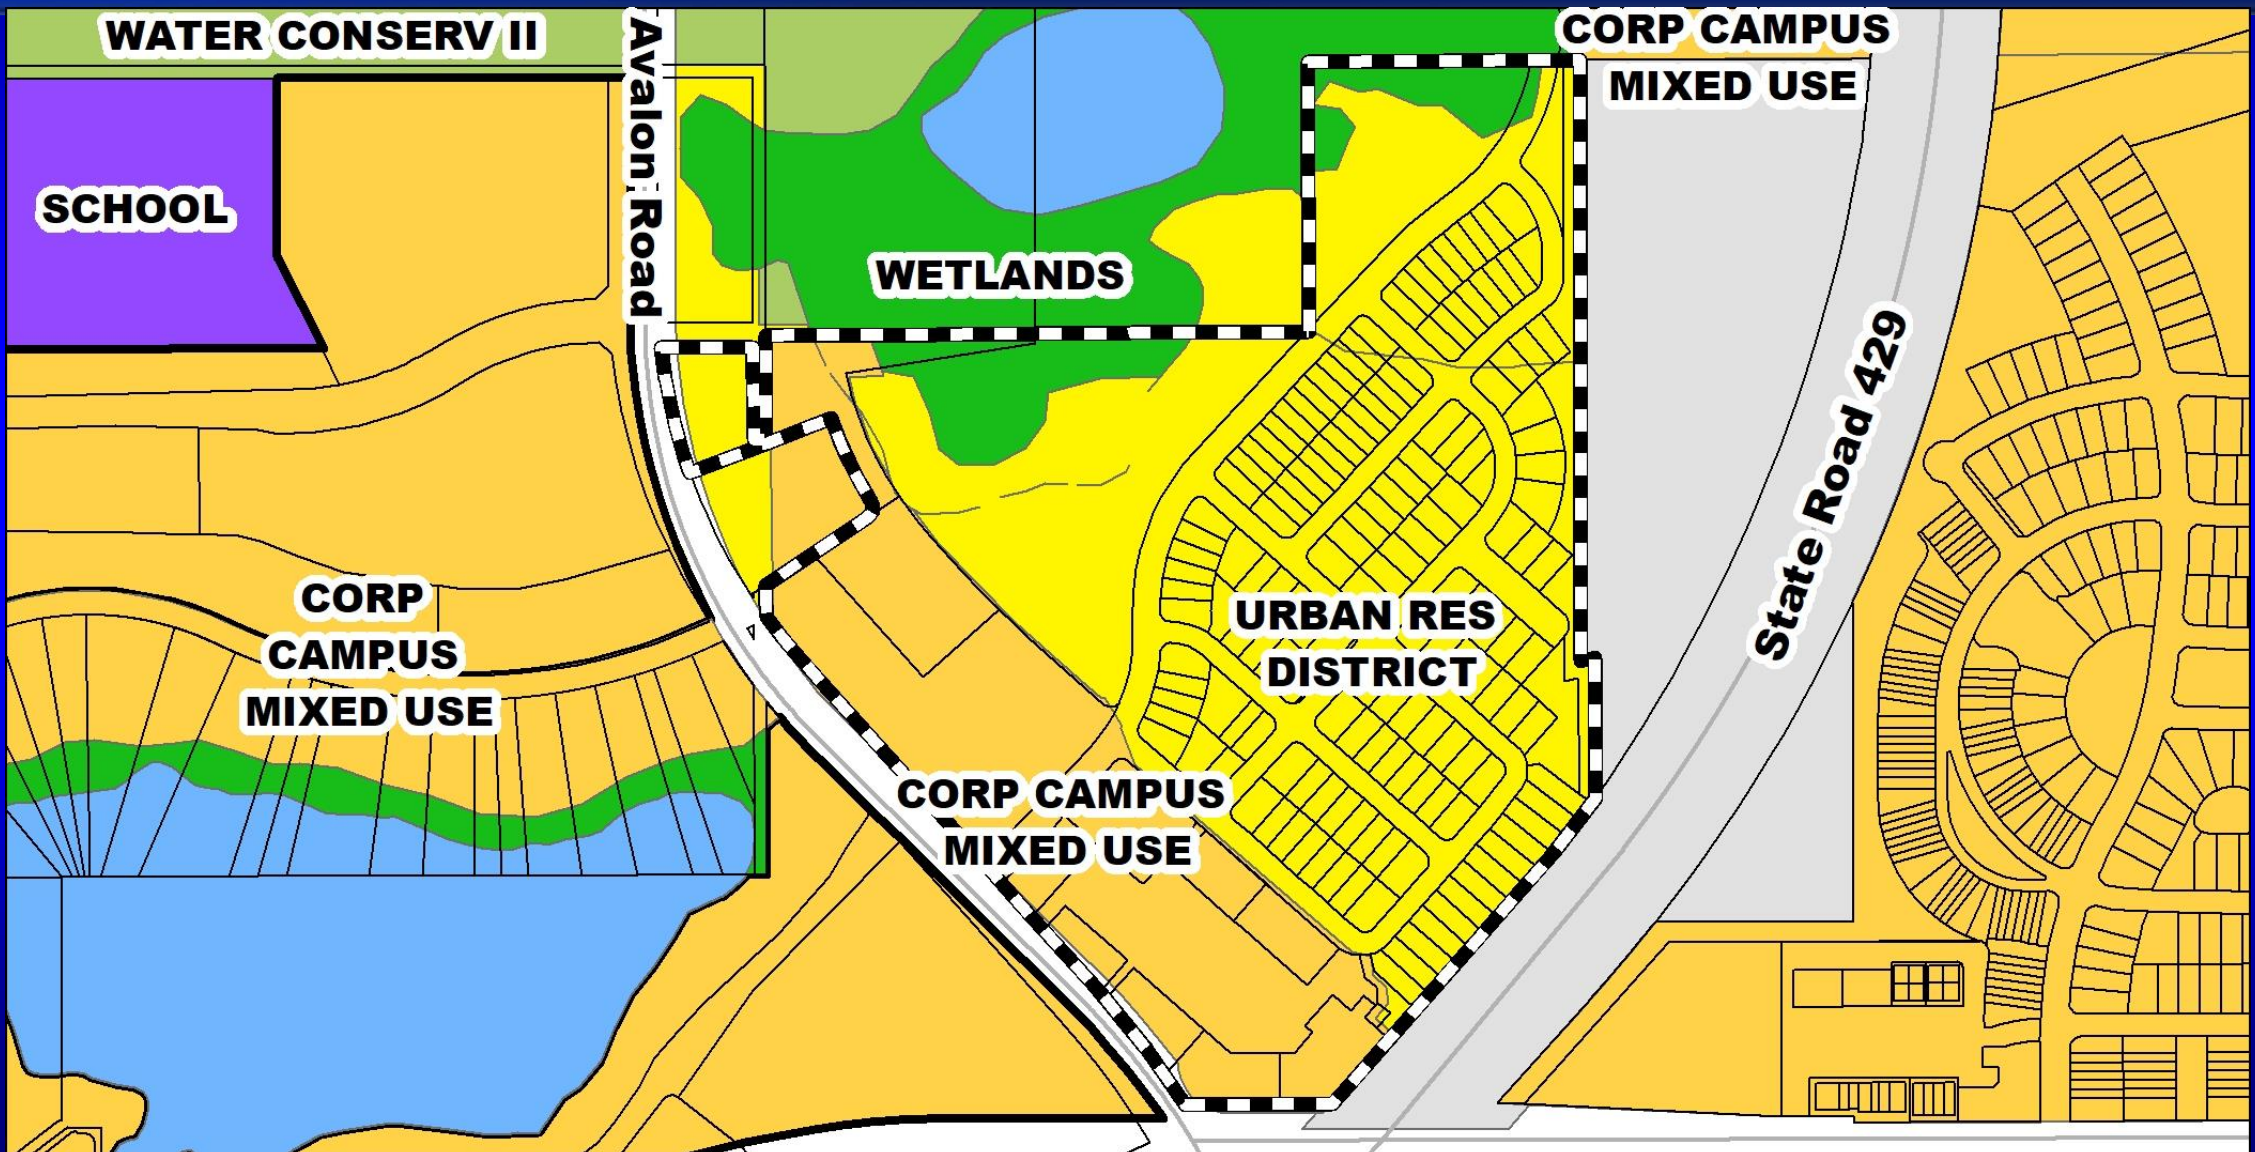 WATER CONSERV II
CORP CAMPUS
MIXED USE
Avalon Road
SCHOOL
WETLANDS
State Road 429
CORP
CAMPUS
MIXED USE
URBAN RES
DISTRICT
CORP CAMPUS
MIXED USE